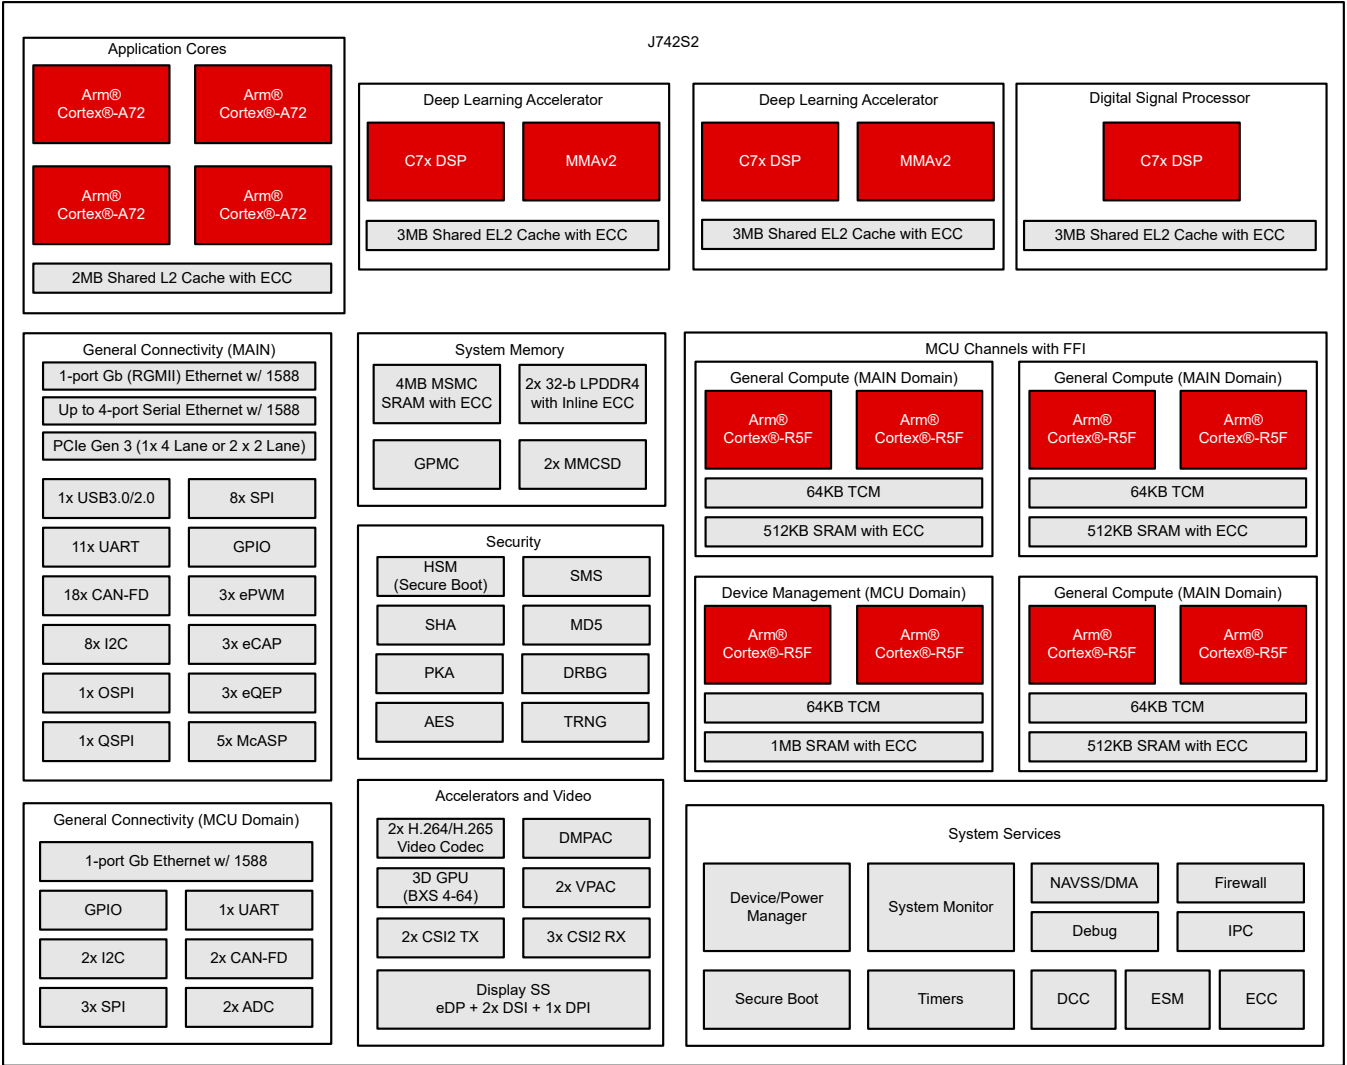 J742S2
Application Cores
Arm®
Cortex®-A72
Arm®
Cortex®-A72
Arm®
Cortex®-A72
Arm®
Cortex®-A72
2MB Shared L2 Cache with ECC
Deep Learning Accelerator
C7x DSP
MMAv2
3MB Shared EL2 Cache with ECC
Deep Learning Accelerator
C7x DSP
MMAv2
3MB Shared EL2 Cache with ECC
Digital Signal Processor
C7x DSP
3MB Shared EL2 Cache with ECC
General Connectivity (MAIN)
1-port Gb (RGMII) Ethernet w/ 1588
Up to 4-port Serial Ethernet w/ 1588
PCIe Gen 3 (1x 4 Lane or 2 x 2 Lane)
1x USB3.0/2.0
8x SPI
11x UART
GPIO
18x CAN-FD
3x ePWM
8x I2C
3x eCAP
1x OSPI
3x eQEP
1x QSPI
5x McASP
System Memory
4MB MSMC
SRAM with ECC
2x 32-b LPDDR4
with Inline ECC
GPMC
2x MMCSD
Security
HSM
(Secure Boot)
SMS
SHA
MD5
PKA
DRBG
AES
TRNG
MCU Channels with FFI
General Compute (MAIN Domain)
Arm®
Cortex®-R5F
Arm®
Cortex®-R5F
64KB TCM
512KB SRAM with ECC
General Compute (MAIN Domain)
Arm®
Cortex®-R5F
Arm®
Cortex®-R5F
64KB TCM
512KB SRAM with ECC
Device Management (MCU Domain)
Arm®
Cortex®-R5F
Arm®
Cortex®-R5F
64KB TCM
1MB SRAM with ECC
General Compute (MAIN Domain)
Arm®
Cortex®-R5F
Arm®
Cortex®-R5F
64KB TCM
512KB SRAM with ECC
General Connectivity (MCU Domain)
1-port Gb Ethernet w/ 1588
GPIO
1x UART
2x I2C
2x CAN-FD
3x SPI
2x ADC
Accelerators and Video
2x H.264/H.265
Video Codec
DMPAC
3D GPU
(BXS 4-64)
2x VPAC
2x CSI2 TX
3x CSI2 RX
Display SS
eDP + 2x DSI + 1x DPI
System Services
Device/Power
Manager
System Monitor
NAVSS/DMA
Firewall
Debug
IPC
Secure Boot
Timers
DCC
ESM
ECC